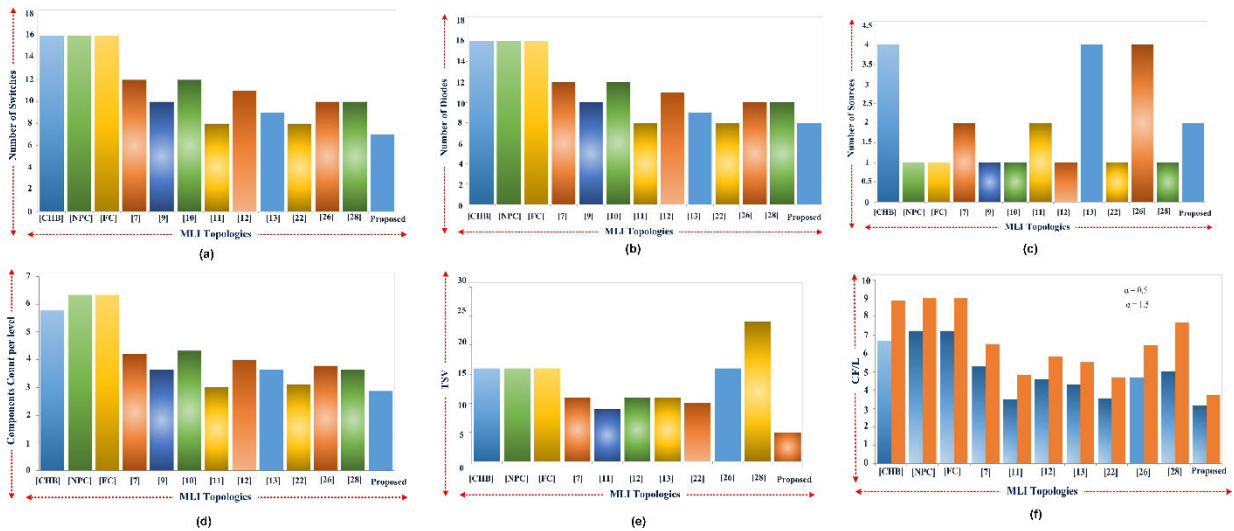 Number of Switches
18
16
14
12
10
8
6
4
2
0
[CHB] [NPC] [FC] [7] [9] [10] [11] [12] [13] [22] [26] [28] Proposed
MLI Topologies
(a)
Number of Diodes
18
16
14
12
10
8
6
4
2
0
[CHB] [NPC] [FC] [7] [9] [10] [11] [12] [13] [22] [26] [28] Proposed
MLI Topologies
(b)
Number of Sources
4.5
4
3.5
3
2.5
2
1.5
1
0.5
0
[CHB] [NPC] [FC] [7] [9] [10] [11] [12] [13] [22] [26] [28] Proposed
MLI Topologies
(c)
Components Count per level
7
6
5
4
3
2
1
0
[CHB] [NPC] [FC] [7] [9] [10] [11] [12] [13] [22] [26] [28] Proposed
MLI Topologies
(d)
TSV
30
25
20
15
10
5
0
[CHB] [NPC] [FC] [7] [11] [12] [13] [22] [26] [28] Proposed
MLI Topologies
(e)
CF/L
10
9
8
7
6
5
4
3
2
1
0
α = 0,5
α = 1,5
[CHB] [NPC] [FC] [7] [11] [12] [13] [22] [26] [28] Proposed
MLI Topologies
(f)